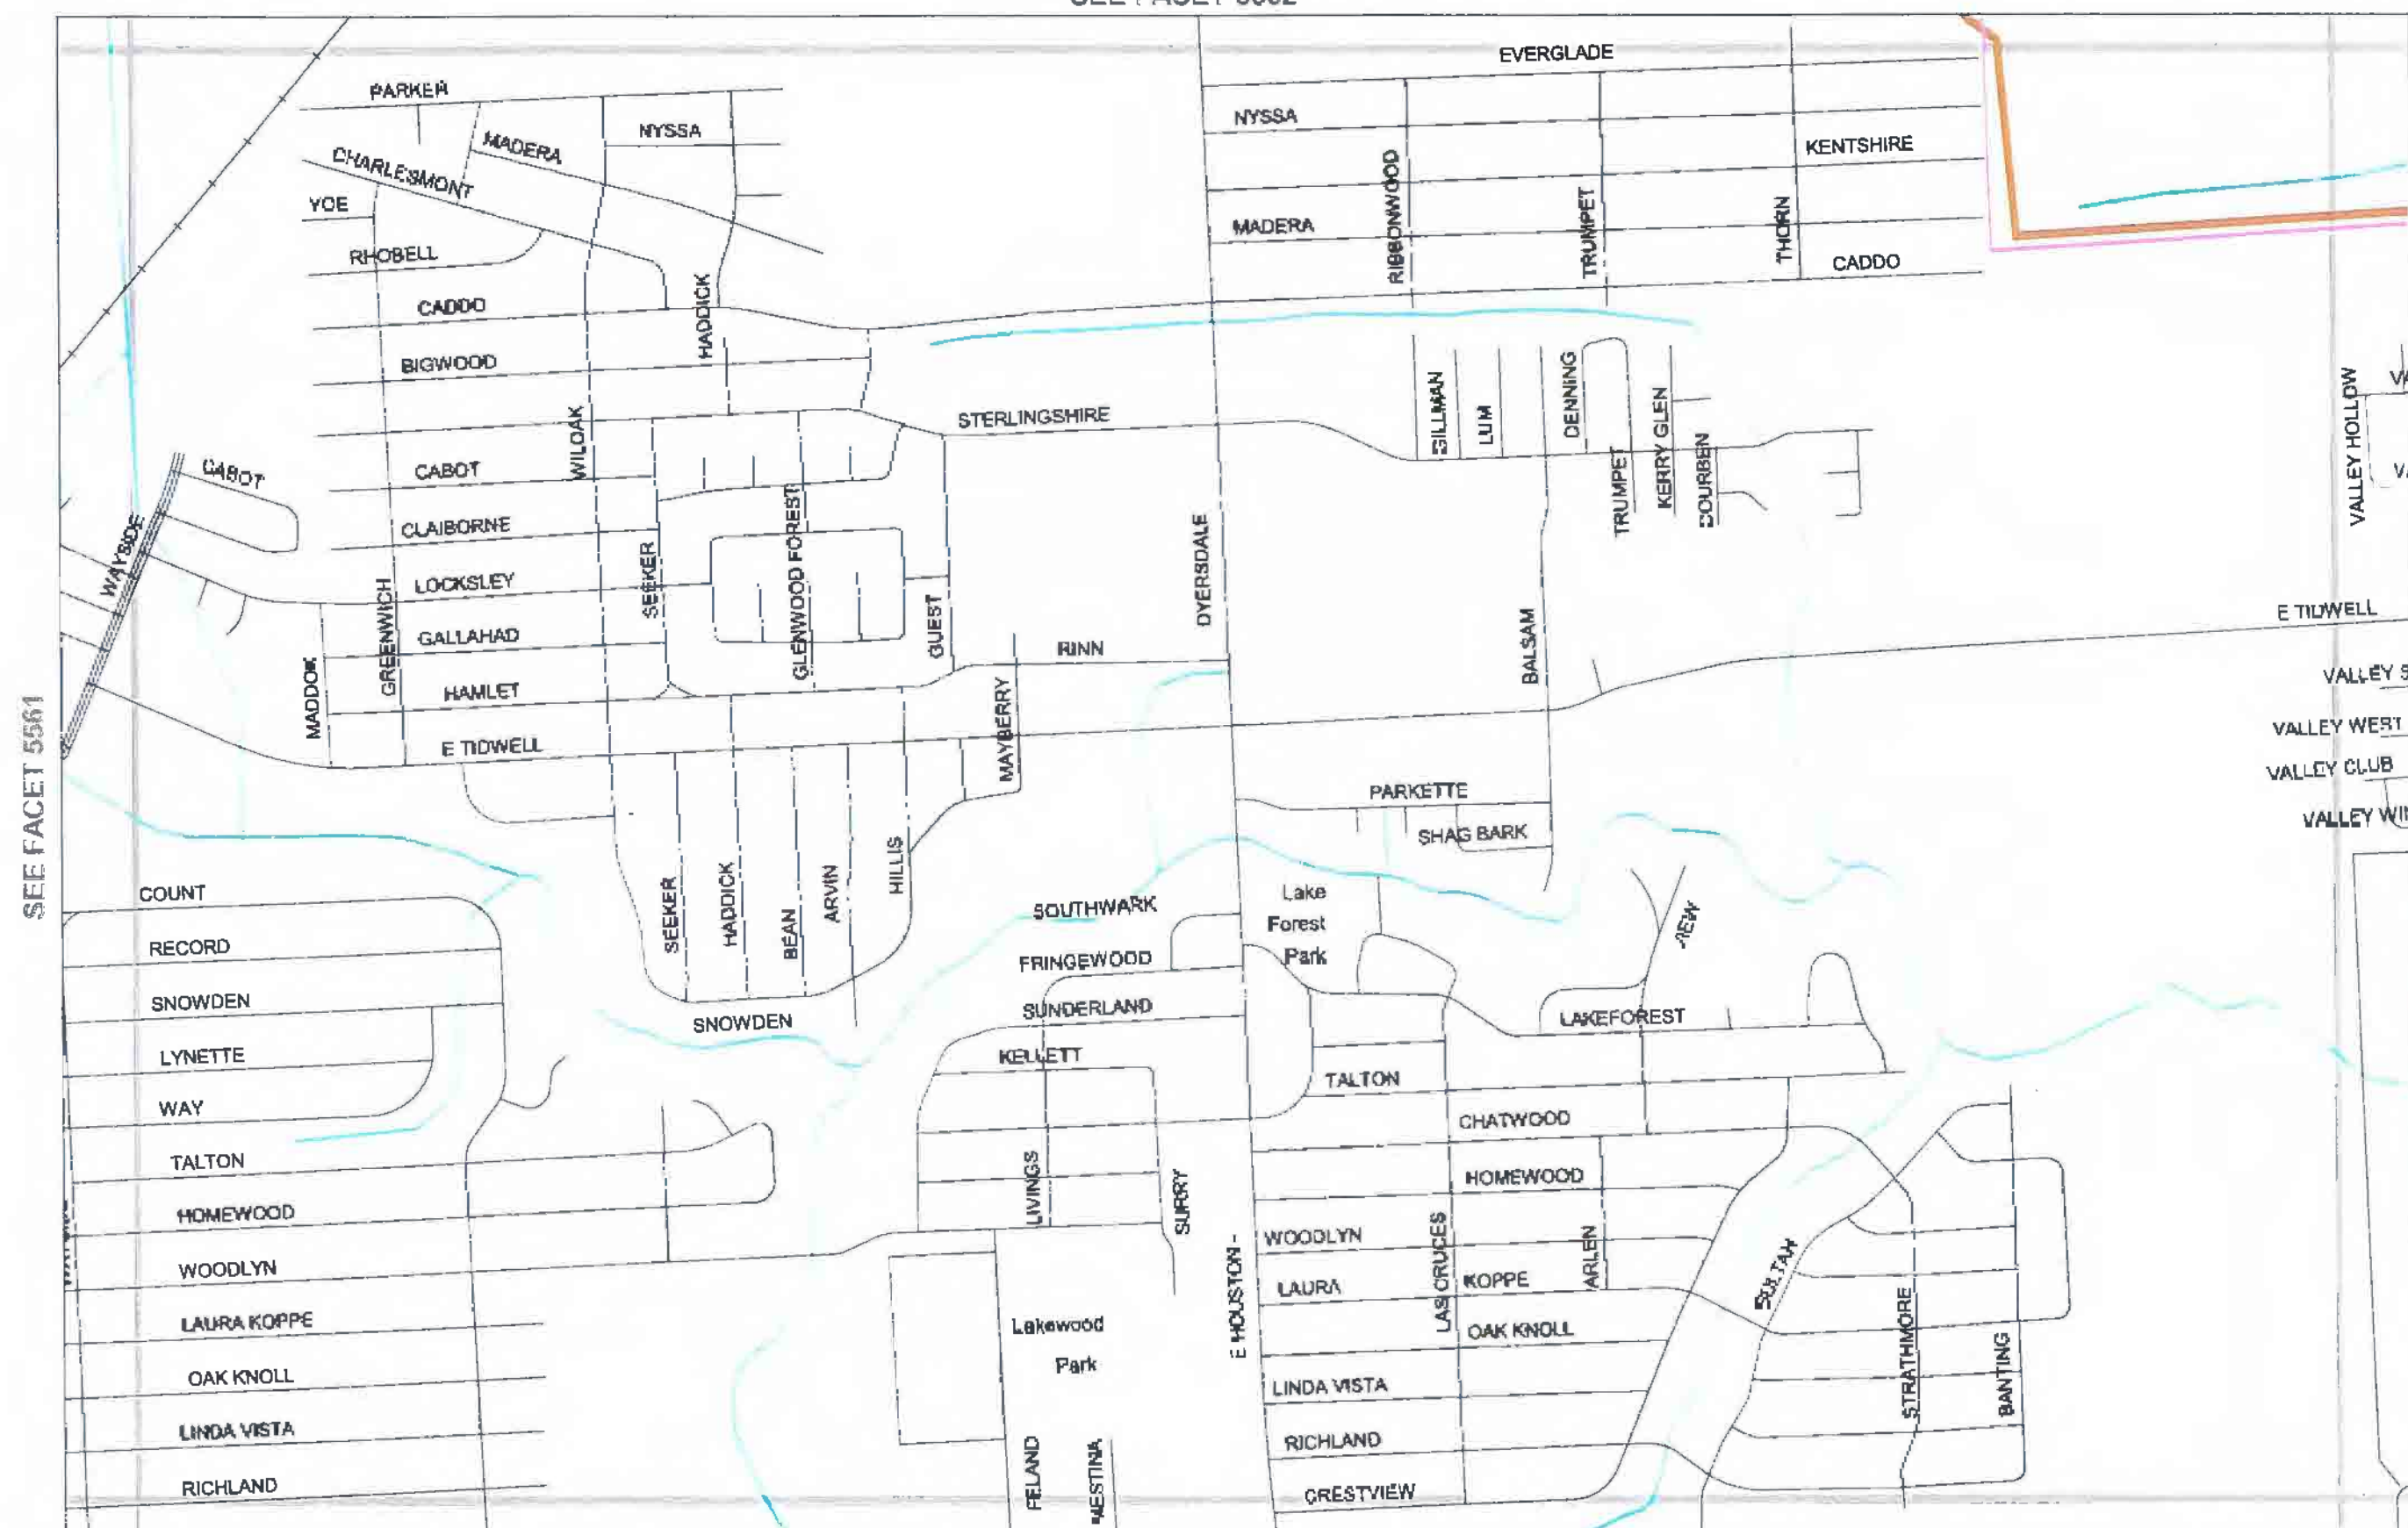 EVERGLADE
PARKER
NYSSA
NYSSA
MADERA
KENTSHIRE
CHARLESMONT
YOE
RIBBONWOOD
TRUMPET
THORN
MADERA
RHOBELL
CADDO
HADDICK
CADDO
BIGWOOD
STERLINGSHIRE
GILLMAN
LUM
DENNING
KERRY GLEN
VALLEY HOLLOW
WILOAK
CABOT
CABOT
TRUMPET
COURBEN
WAYSIDE
CLAIBORNE
GLENWOOD FOREST
DYERSDALE
SEEKER
LOCKSLEY
GREENWICH
GALLAHAD
GUEST
RINN
BALSAM
E TIDWELL
MADDOK
HAMLET
MAYBERRY
VALLEY S
VALLEY WEST
SEE FACET 5561
E TIDWELL
VALLEY CLUB
PARKETTE
VALLEY WI
SHAG BARK
COUNT
SEEKER
HADDICK
BEAN
ARVIN
HILLIS
SOUTHWARK
Lake
Forest
Park
RECORD
FRINGEWOOD
SNOWDEN
SNOWDEN
SUNDERLAND
LAKEFOREST
LYNETTE
KELLETT
TALTON
WAY
CHATWOOD
TALTON
LIVINGS
SURRY
HOMEWOOD
HOMEWOOD
WOODLYN
WOODLYN
E HOUSTON -
LAS CRUCES
ARLEN
SULTAN
LAURA
KOPPE
LAURA KOPPE
Lakewood
Park
OAK KNOLL
STRATHMORE
BANTING
OAK KNOLL
LINDA VISTA
LINDA VISTA
RICHLAND
FELAND
RICHLAND
CRESTVIEW